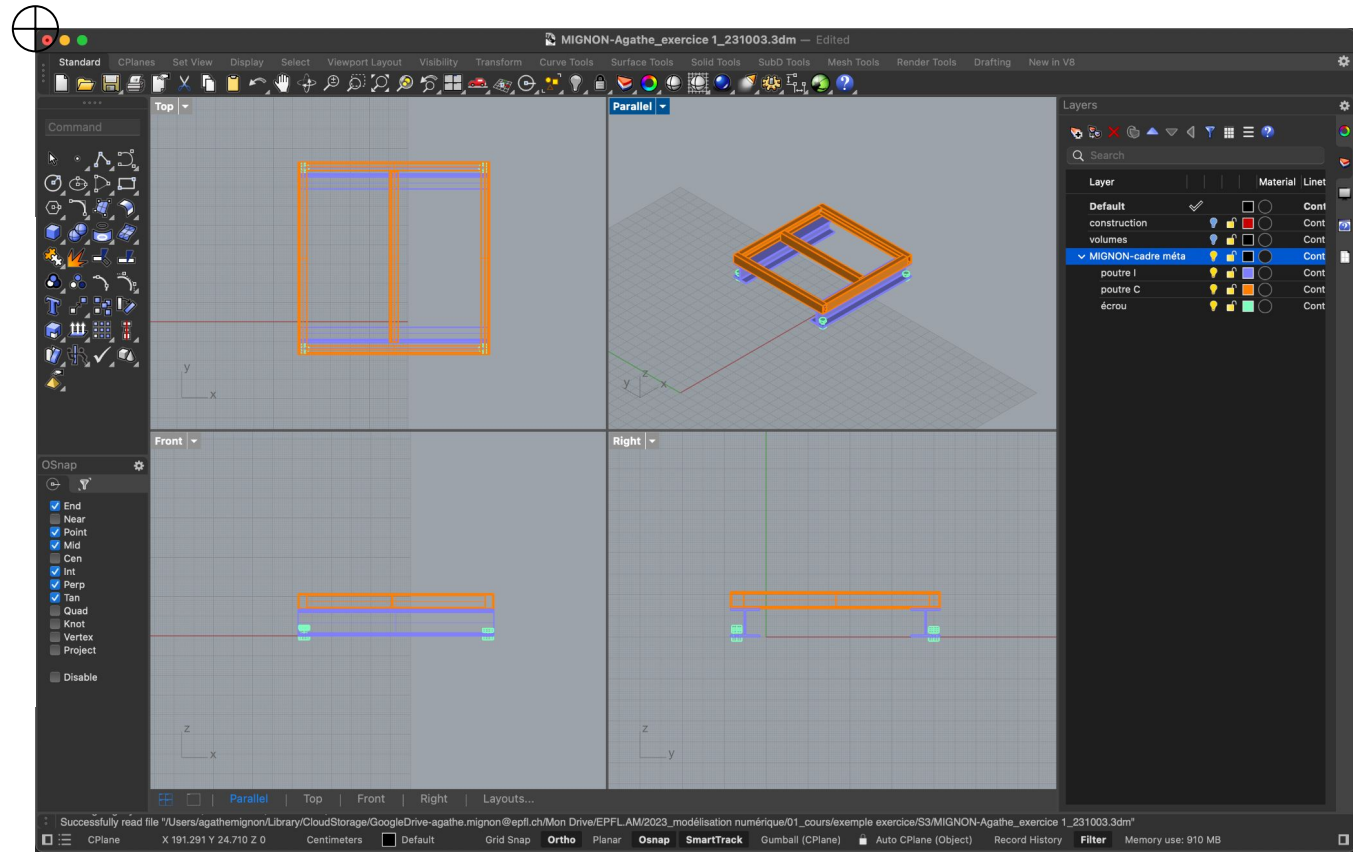 MIGNON-Agathe_exercice 1_231003.3dm — Edited
Standard CPlanes Set View Display Select Viewport Layout Visibility Transform Curve Tools Surface Tools Solid Tools SubD Tools Mesh Tools Render Tools Drafting New in V8
Command
Top
Parallel
y
x
y
z
x
Front
Right
z
x
z
y
OSnap
End
Near
Point
Mid
Cen
Int
Perp
Tan
Quad
Knot
Vertex
Project
Disable
Layers
Search
Layer Material Linet
Default Cont
construction Cont
volumes Cont
MIGNON-cadre méta Cont
poutre I Cont
poutre C Cont
écrou Cont
Parallel | Top | Front | Right | Layouts...
Successfully read file "/Users/agathemignon/Library/CloudStorage/GoogleDrive-agathe.mignon@epfl.ch/Mon Drive/EPFL.AM/2023_modélisation numérique/01_cours/exemple exercice/S3/MIGNON-Agathe_exercice 1_231003.3dm"
CPlane X 191.291 Y 24.710 Z 0 Centimeters Default Grid Snap Ortho Planar Osnap SmartTrack Gumball (CPlane) Auto CPlane (Object) Record History Filter Memory use: 910 MB